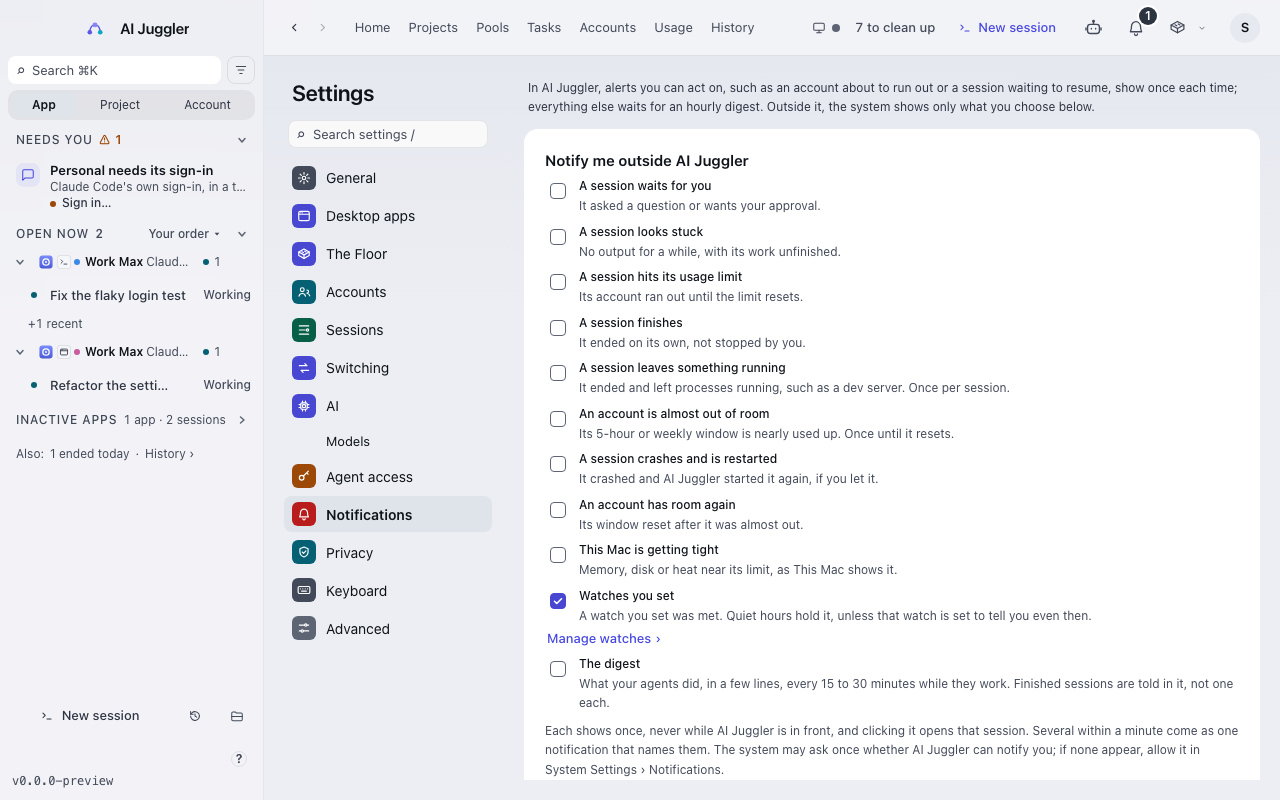 AI Juggler
Search ⌘K
App Project Account
NEEDS YOU 1
Personal needs its sign-in
Claude Code's own sign-in, in a t…
Sign in…
OPEN NOW 2 Your order
Work Max Claud… 1
Fix the flaky login test Working
+1 recent
Work Max Claud… 1
Refactor the setti… Working
INACTIVE APPS 1 app · 2 sessions
Also: 1 ended today · History ›
New session
?
v0.0.0-preview
Home Projects Pools Tasks Accounts Usage History 7 to clean up New session 1 S
Settings
Search settings /
General
Desktop apps
The Floor
Accounts
Sessions
Switching
AI
Models
Agent access
Notifications
Privacy
Keyboard
Advanced
In AI Juggler, alerts you can act on, such as an account about to run out or a session waiting to resume, show once each time;
everything else waits for an hourly digest. Outside it, the system shows only what you choose below.
Notify me outside AI Juggler
A session waits for you
It asked a question or wants your approval.
A session looks stuck
No output for a while, with its work unfinished.
A session hits its usage limit
Its account ran out until the limit resets.
A session finishes
It ended on its own, not stopped by you.
A session leaves something running
It ended and left processes running, such as a dev server. Once per session.
An account is almost out of room
Its 5-hour or weekly window is nearly used up. Once until it resets.
A session crashes and is restarted
It crashed and AI Juggler started it again, if you let it.
An account has room again
Its window reset after it was almost out.
This Mac is getting tight
Memory, disk or heat near its limit, as This Mac shows it.
Watches you set
A watch you set was met. Quiet hours hold it, unless that watch is set to tell you even then.
Manage watches ›
The digest
What your agents did, in a few lines, every 15 to 30 minutes while they work. Finished sessions are told in it, not one
each.
Each shows once, never while AI Juggler is in front, and clicking it opens that session. Several within a minute come as one
notification that names them. The system may ask once whether AI Juggler can notify you; if none appear, allow it in
System Settings › Notifications.